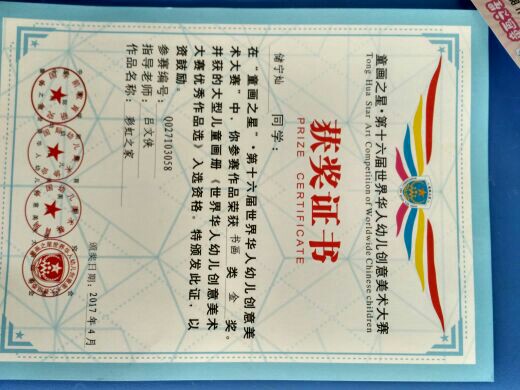 童画之星·第十六届世界华人幼儿创意美术大赛
Tong Hua Star Art Competition of Worldwide Chinese children
获奖证书
PRIZE CERTIFICATE
储宁灿 同学:
在“童画之星”·第十六届世界华人幼儿创意美
术大赛”中,你参赛作品荣获 书画 类 金 奖。
并获的大型儿童画册《世界华人幼儿创意美术
大赛优秀作品选》入选资格。特颁发此证,以
资鼓励。
参赛编号: Q027103058
指导老师: 吕文侠
作品名称: 彩虹之家
颁奖日期:2017年4月